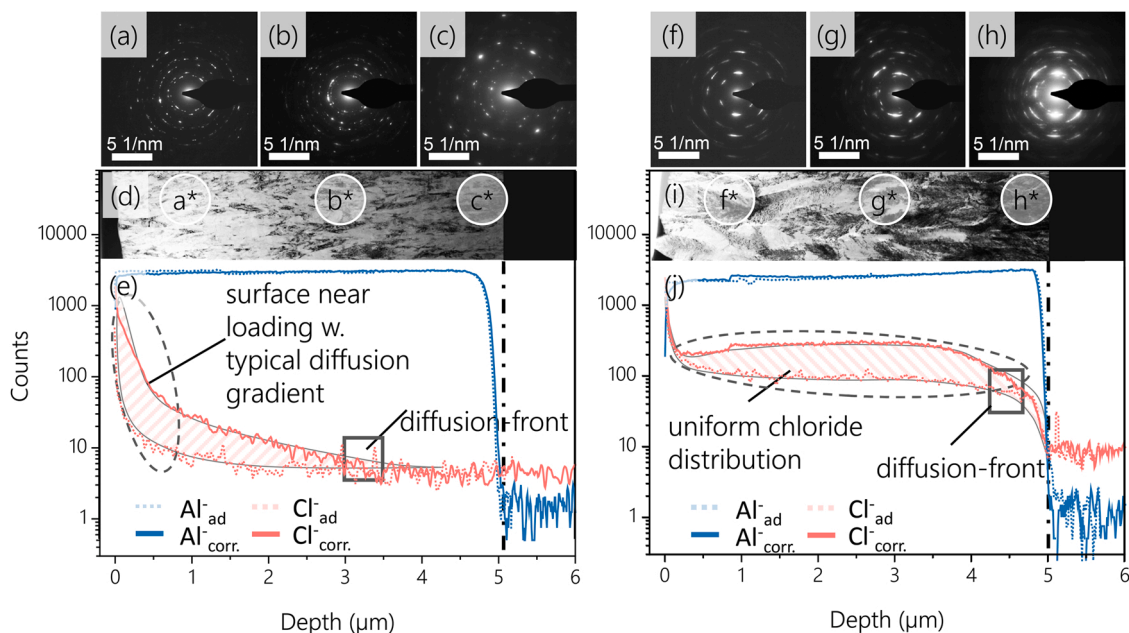 (a)
(b)
(c)
5 1/nm
5 1/nm
5 1/nm
(d)
a*
b*
c*
(e)
10000
1000
100
10
1
Counts
surface near
loading w.
typical diffusion
gradient
diffusion-front
Al⁻ad
Cl⁻ad
Al⁻corr.
Cl⁻corr.
0
1
2
3
4
5
6
Depth (µm)
(f)
(g)
(h)
5 1/nm
5 1/nm
5 1/nm
(i)
f*
g*
h*
(j)
10000
1000
100
10
1
uniform chloride
distribution
diffusion-front
Al⁻ad
Cl⁻ad
Al⁻corr.
Cl⁻corr.
0
1
2
3
4
5
6
Depth (µm)